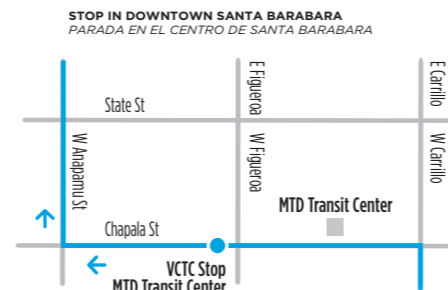 STOP IN DOWNTOWN SANTA BARABARA
PARADA EN EL CENTRO DE SANTA BARABARA
E Figueroa
E Carrillo
State St
W Anapamu St
W Figueroa
W Carrillo
MTD Transit Center
Chapala St
VCTC Stop
MTD Transit Center